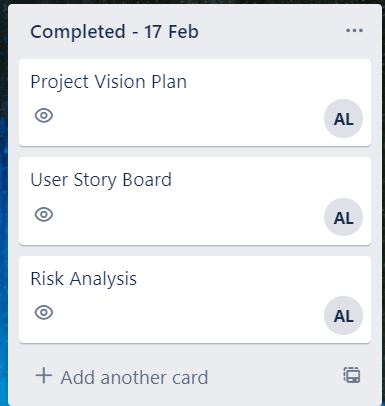 Completed - 17 Feb
Project Vision Plan
AL
User Story Board
AL
Risk Analysis
AL
Add another card